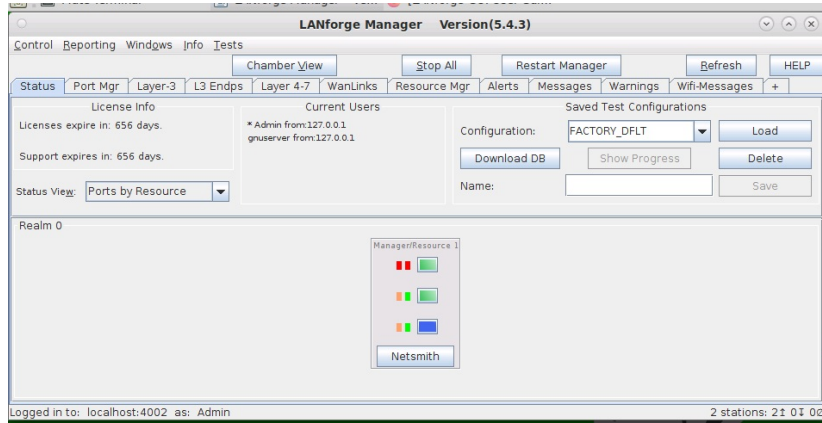 LANforge Manager Version(5.4.3)
Control Reporting Windows Info Tests
Chamber View Stop All Restart Manager Refresh HELP
Status Port Mgr Layer-3 L3 Endps Layer 4-7 WanLinks Resource Mgr Alerts Messages Warnings Wifi-Messages +
License Info
Licenses expire in: 656 days.
Support expires in: 656 days.
Status View: Ports by Resource
Current Users
* Admin from:127.0.0.1
gnuserver from:127.0.0.1
Saved Test Configurations
Configuration: FACTORY_DFLT Load
Download DB Show Progress Delete
Name: Save
Realm 0
Manager/Resource 1
Netsmith
Logged in to: localhost:4002 as: Admin
2 stations: 2↥ 0↧ 0